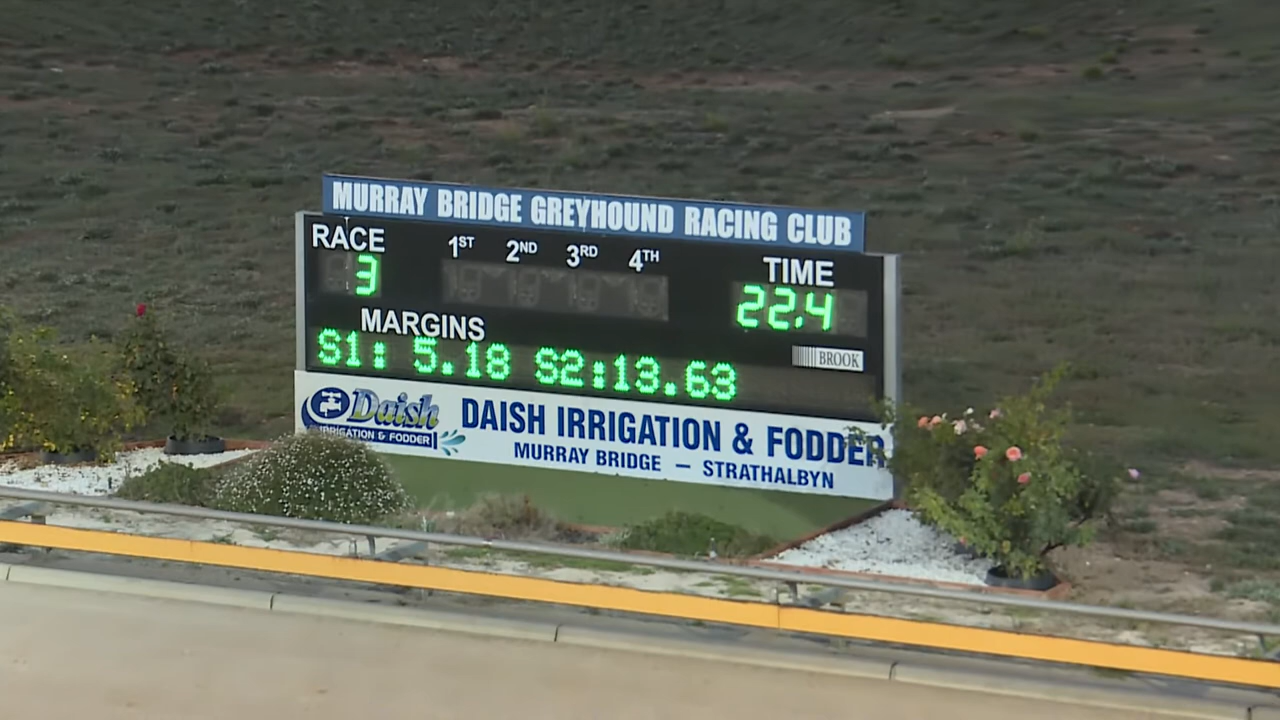 MURRAY BRIDGE GREYHOUND RACING CLUB
RACE 1ST 2ND 3RD 4TH TIME
3 22.4
MARGINS
BROOK
S1: 5.18 S2:13.63
Daish
IRRIGATION & FODDER
DAISH IRRIGATION & FODDER
MURRAY BRIDGE — STRATHALBYN